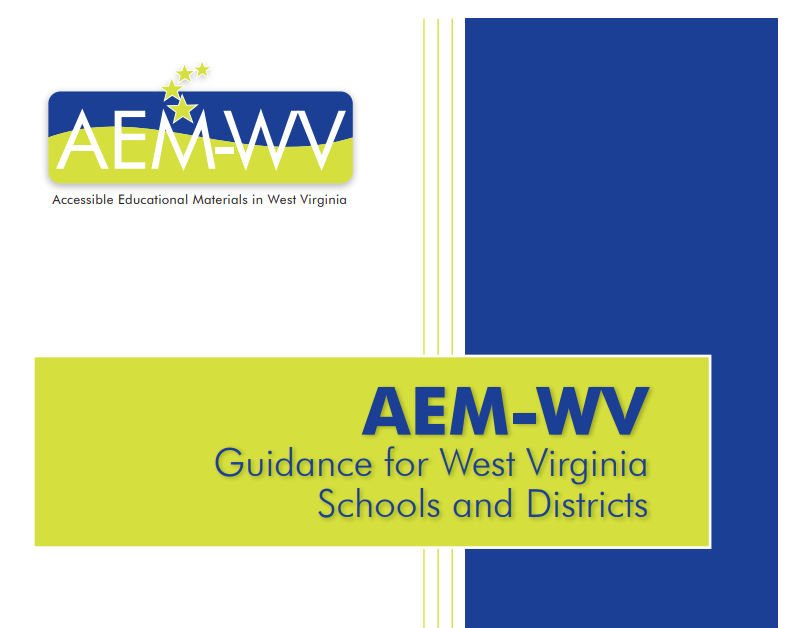 AEM-WV
Accessible Educational Materials in West Virginia
AEM-WV
Guidance for West Virginia
Schools and Districts